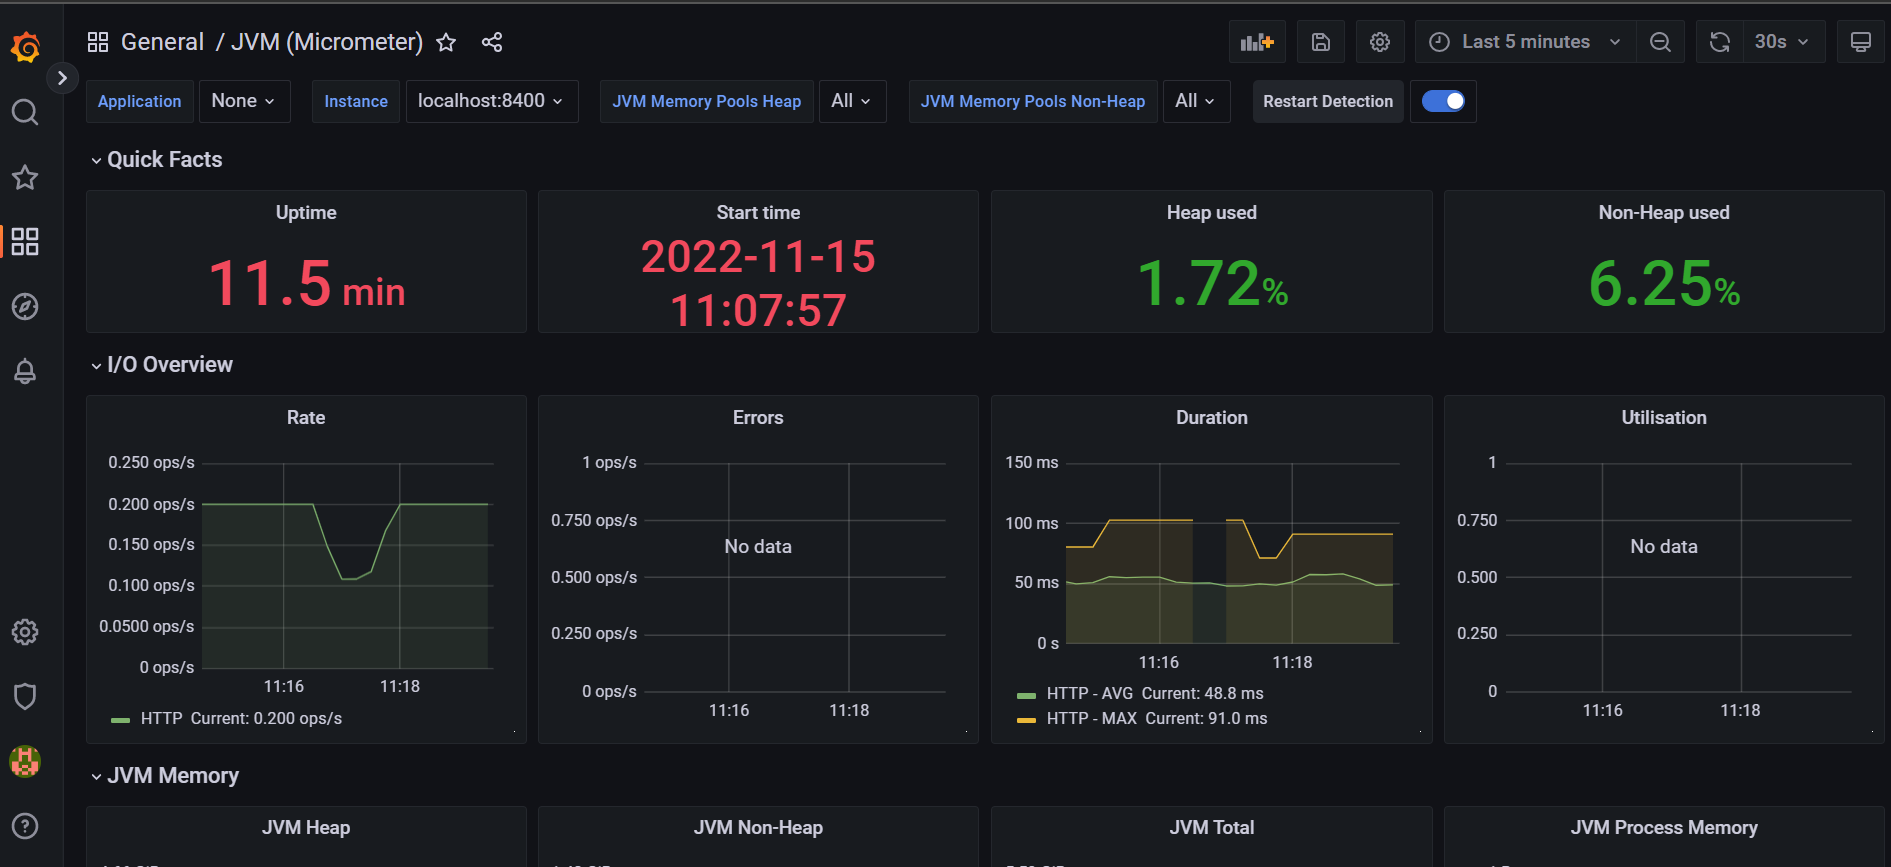 General / JVM (Micrometer)
Last 5 minutes
30s
Application None Instance localhost:8400 JVM Memory Pools Heap All JVM Memory Pools Non-Heap All Restart Detection
Quick Facts
Uptime
11.5 min
Start time
2022-11-15
11:07:57
Heap used
1.72%
Non-Heap used
6.25%
I/O Overview
Rate
0.250 ops/s
0.200 ops/s
0.150 ops/s
0.100 ops/s
0.0500 ops/s
0 ops/s
11:16 11:18
HTTP Current: 0.200 ops/s
Errors
1 ops/s
0.750 ops/s
0.500 ops/s
0.250 ops/s
0 ops/s
No data
11:16 11:18
Duration
150 ms
100 ms
50 ms
0 s
11:16 11:18
HTTP - AVG Current: 48.8 ms
HTTP - MAX Current: 91.0 ms
Utilisation
1
0.750
0.500
0.250
0
No data
11:16 11:18
JVM Memory
JVM Heap
JVM Non-Heap
JVM Total
JVM Process Memory